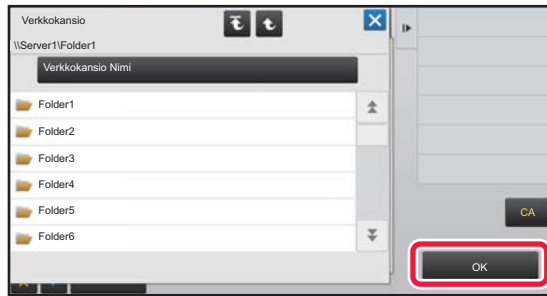 Verkkokansio
\\Server1\Folder1
Verkkokansio Nimi
Folder1
Folder2
Folder3
Folder4
Folder5
Folder6
CA
OK